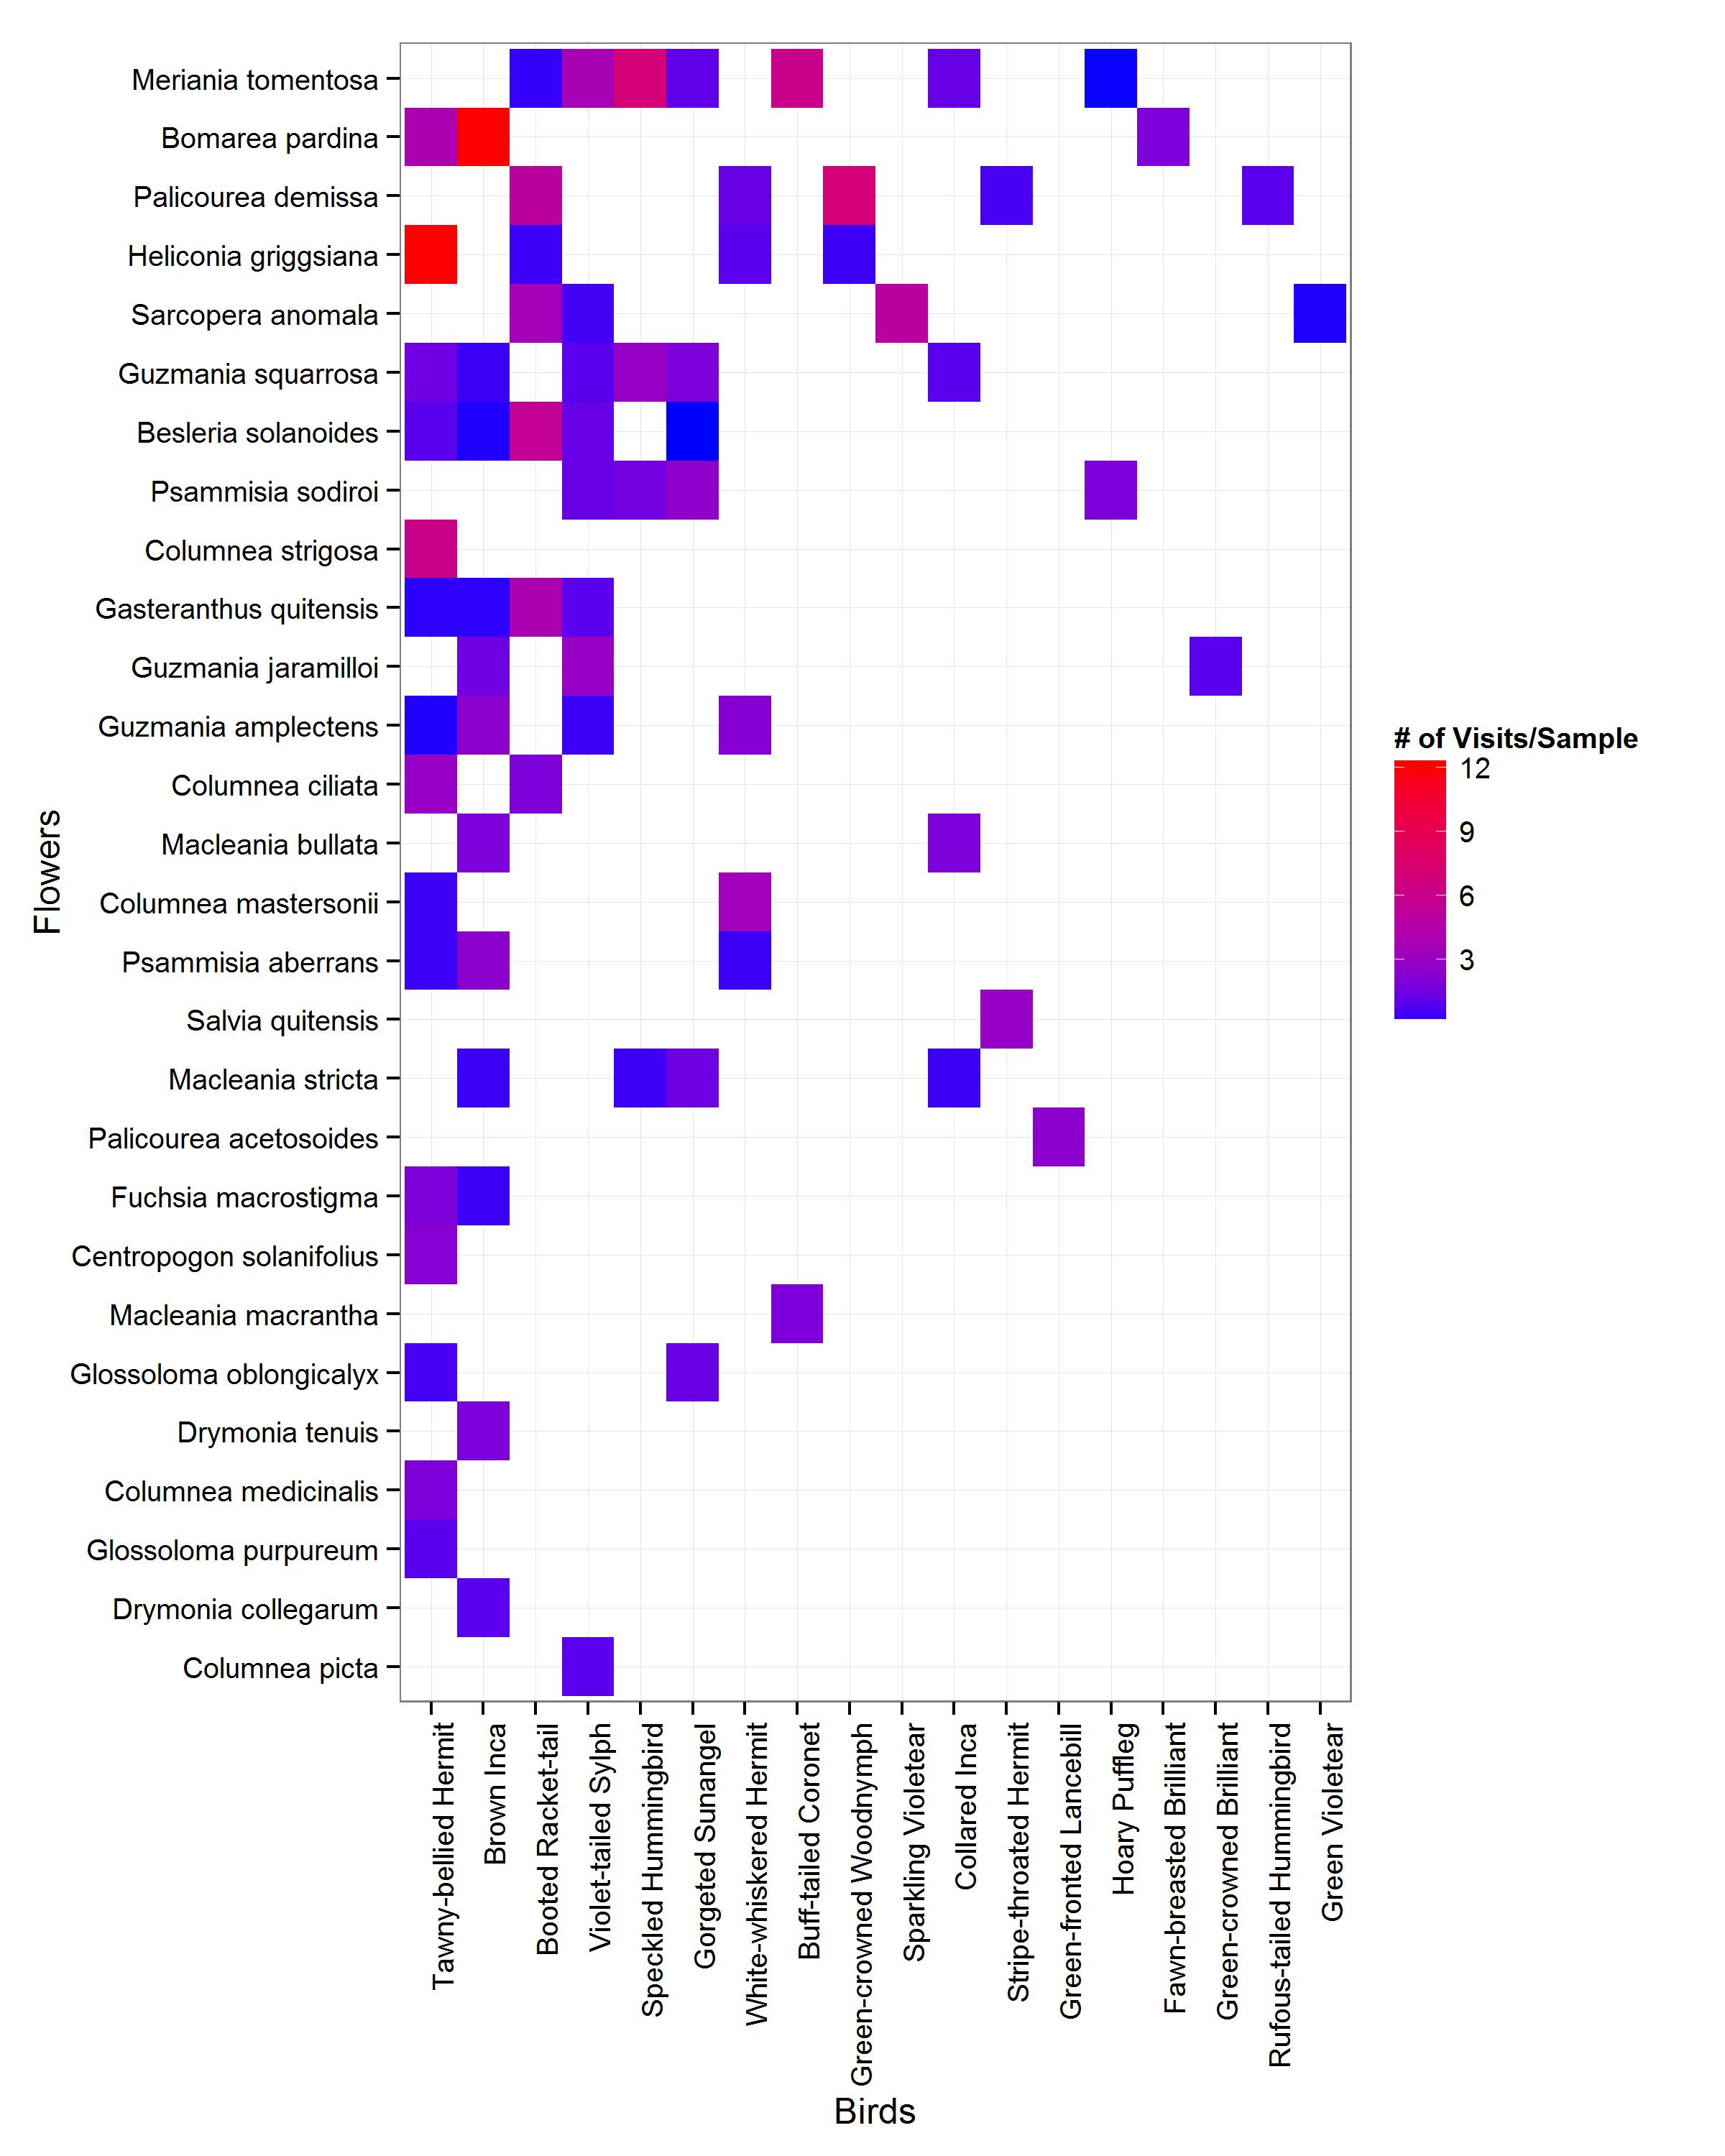 Meriania tomentosa
Bomarea pardina
Palicourea demissa
Heliconia griggsiana
Sarcopera anomala
Guzmania squarrosa
Besleria solanoides
Psammisia sodiroi
Columnea strigosa
Gasteranthus quitensis
Guzmania jaramilloi
Guzmania amplectens
Columnea ciliata
Macleania bullata
Columnea mastersonii
Psammisia aberrans
Salvia quitensis
Macleania stricta
Palicourea acetosoides
Fuchsia macrostigma
Centropogon solanifolius
Macleania macrantha
Glossoloma oblongicalyx
Drymonia tenuis
Columnea medicinalis
Glossoloma purpureum
Drymonia collegarum
Columnea picta
Flowers
# of Visits/Sample
12
9
6
3
Tawny-bellied Hermit
Brown Inca
Booted Racket-tail
Violet-tailed Sylph
Speckled Hummingbird
Gorgeted Sunangel
White-whiskered Hermit
Buff-tailed Coronet
Green-crowned Woodnymph
Sparkling Violetear
Collared Inca
Stripe-throated Hermit
Green-fronted Lancebill
Hoary Puffleg
Fawn-breasted Brilliant
Green-crowned Brilliant
Rufous-tailed Hummingbird
Green Violetear
Birds